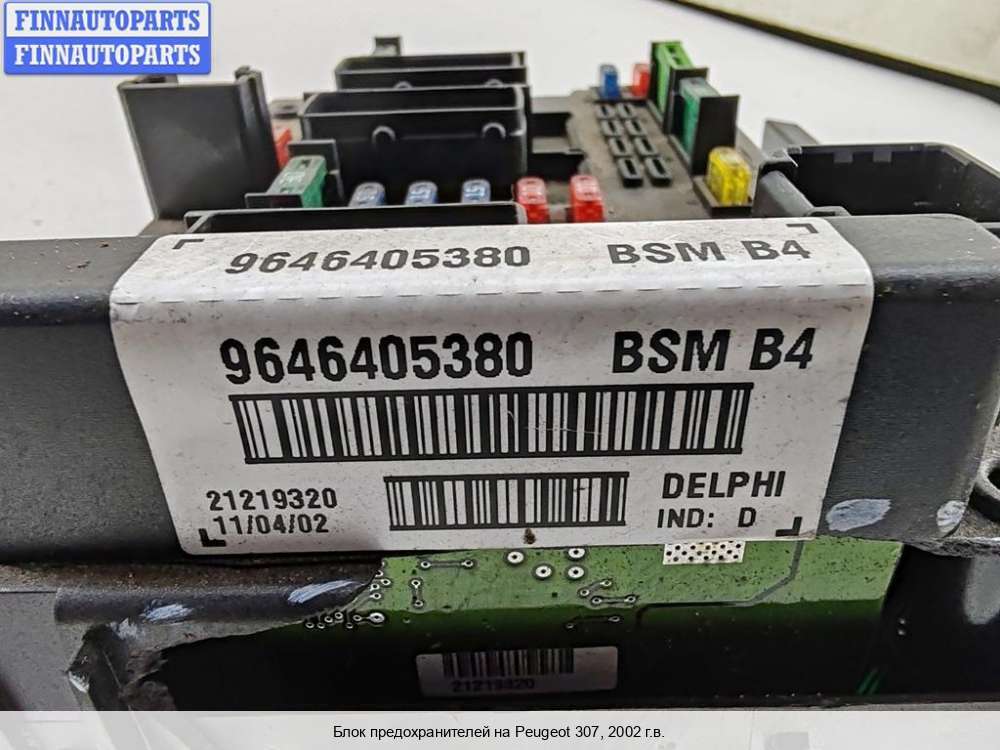 FINNAUTOPARTS
FINNAUTOPARTS
9646405380 BSM B4
9646405380 BSM B4
21219320
11/04/02
DELPHI
IND: D
21219320
Блок предохранителей на Peugeot 307, 2002 г.в.